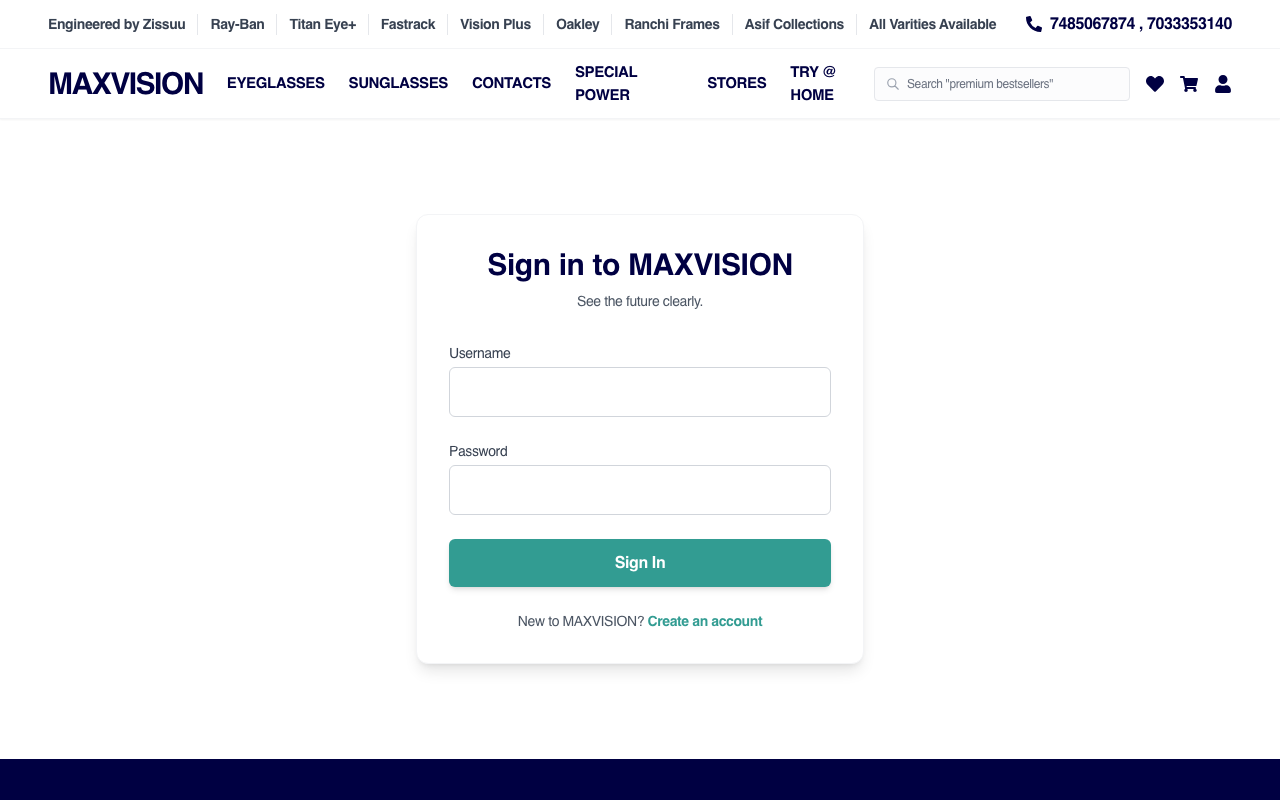 Engineered by Zissuu Ray-Ban Titan Eye+ Fastrack Vision Plus Oakley Ranchi Frames Asif Collections All Varities Available 7485067874 , 7033353140
MAXVISION EYEGLASSES SUNGLASSES CONTACTS SPECIAL POWER STORES TRY @ HOME Search "premium bestsellers"
Sign in to MAXVISION
See the future clearly.
Username
Password
Sign In
New to MAXVISION? Create an account